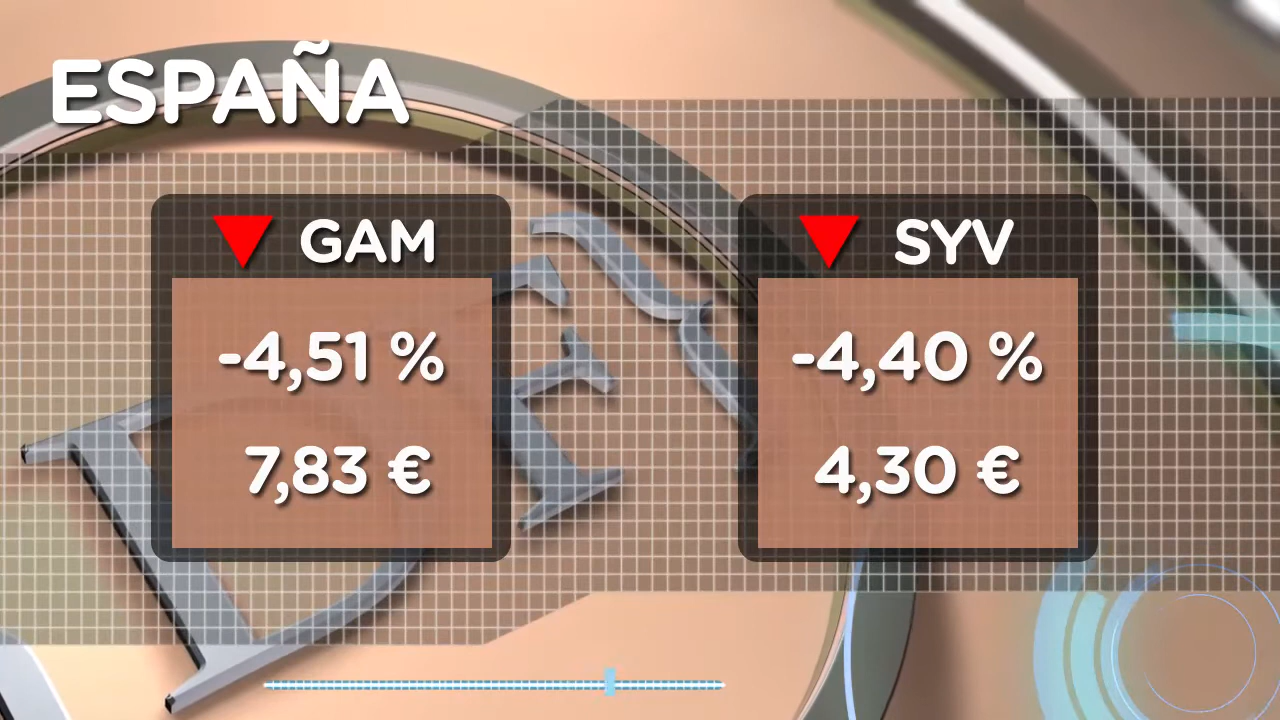 ESPAÑA
GAM
-4,51 %
7,83 €
SYV
-4,40 %
4,30 €